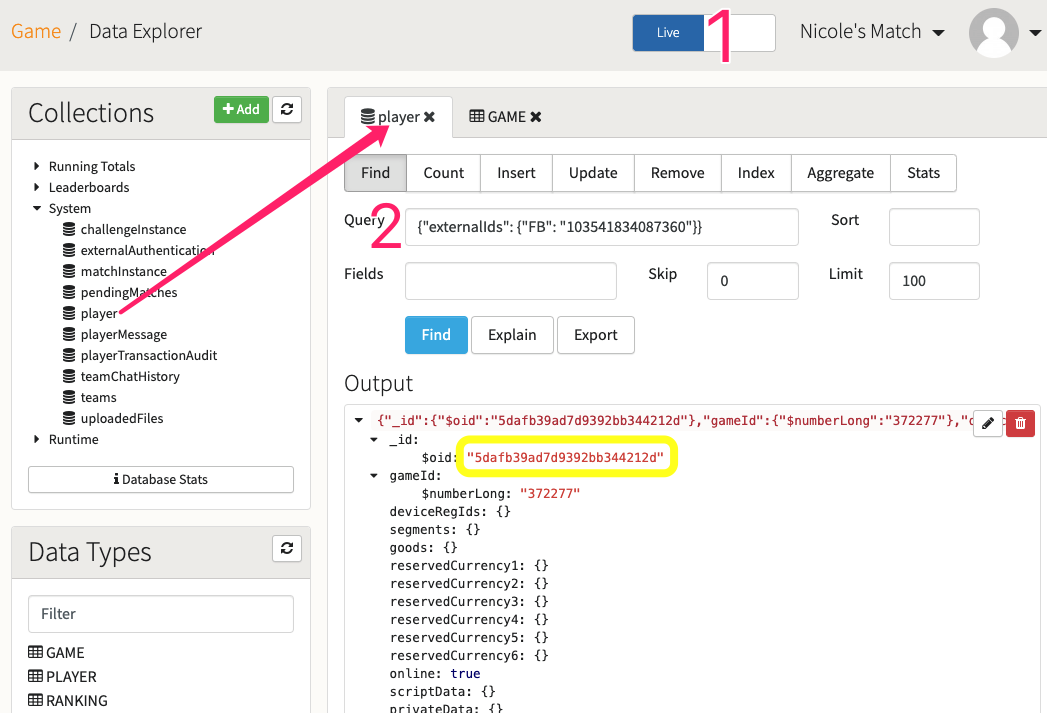 Game / Data Explorer
Live
1
Nicole's Match
Collections
Add
Running Totals
Leaderboards
System
challengeInstance
externalAuthentication
matchInstance
pendingMatches
player
playerMessage
playerTransactionAudit
teamChatHistory
teams
uploadedFiles
Runtime
Database Stats
Data Types
Filter
GAME
PLAYER
RANKING
player
GAME
Find Count Insert Update Remove Index Aggregate Stats
Query 2 {"externalIds": {"FB": "103541834087360"}} Sort
Fields Skip 0 Limit 100
Find Explain Export
Output
{"_id":{"$oid":"5dafb39ad7d9392bb344212d"},"gameId":{"$numberLong":"372277"},"
_id:
$oid: "5dafb39ad7d9392bb344212d"
gameId:
$numberLong: "372277"
deviceRegIds: {}
segments: {}
goods: {}
reservedCurrency1: {}
reservedCurrency2: {}
reservedCurrency3: {}
reservedCurrency4: {}
reservedCurrency5: {}
reservedCurrency6: {}
online: true
scriptData: {}
privateData: {}